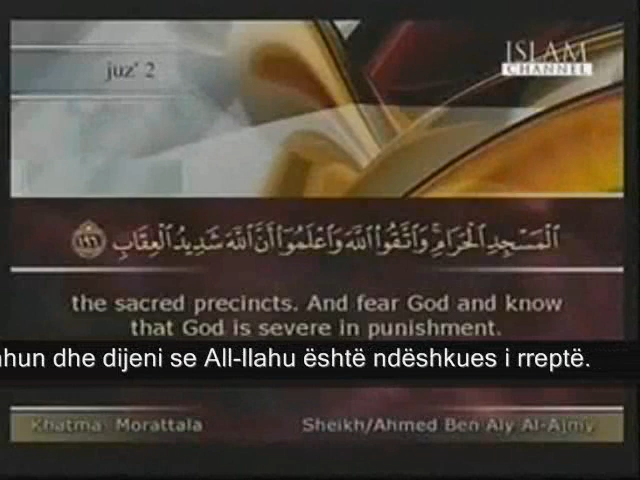 ISLAM
CHANNEL
juz' 2
الْمَسْجِدِ الْحَرَامِ ۚ وَاتَّقُوا اللَّهَ وَاعْلَمُوا أَنَّ اللَّهَ شَدِيدُ الْعِقَابِ ١٩٦
the sacred precincts. And fear God and know
that God is severe in punishment.
hun dhe dijeni se All-llahu është ndëshkues i rreptë.
Khatma Morattala
Sheikh/Ahmed Ben Aly Al-Ajmy